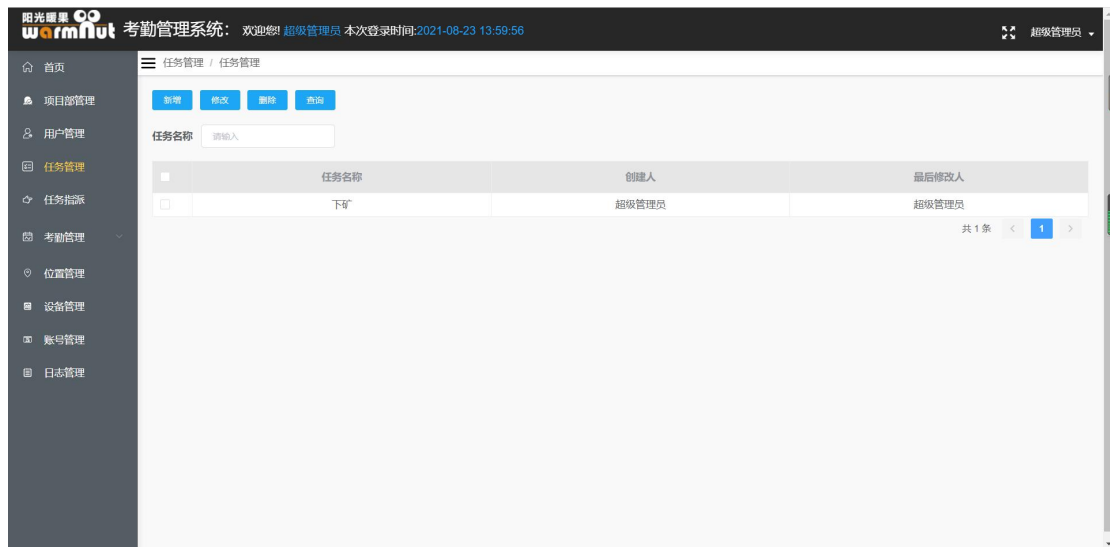 阳光暖果
warmnut 考勤管理系统： 欢迎您! 超级管理员 本次登录时间:2021-08-23 13:59:56 超级管理员
首页
任务管理 / 任务管理
项目部管理
用户管理
任务管理
任务指派
考勤管理
位置管理
设备管理
账号管理
日志管理
新增 修改 删除 查询
任务名称 请输入
任务名称 创建人 最后修改人
下矿 超级管理员 超级管理员
共 1 条 < 1 >